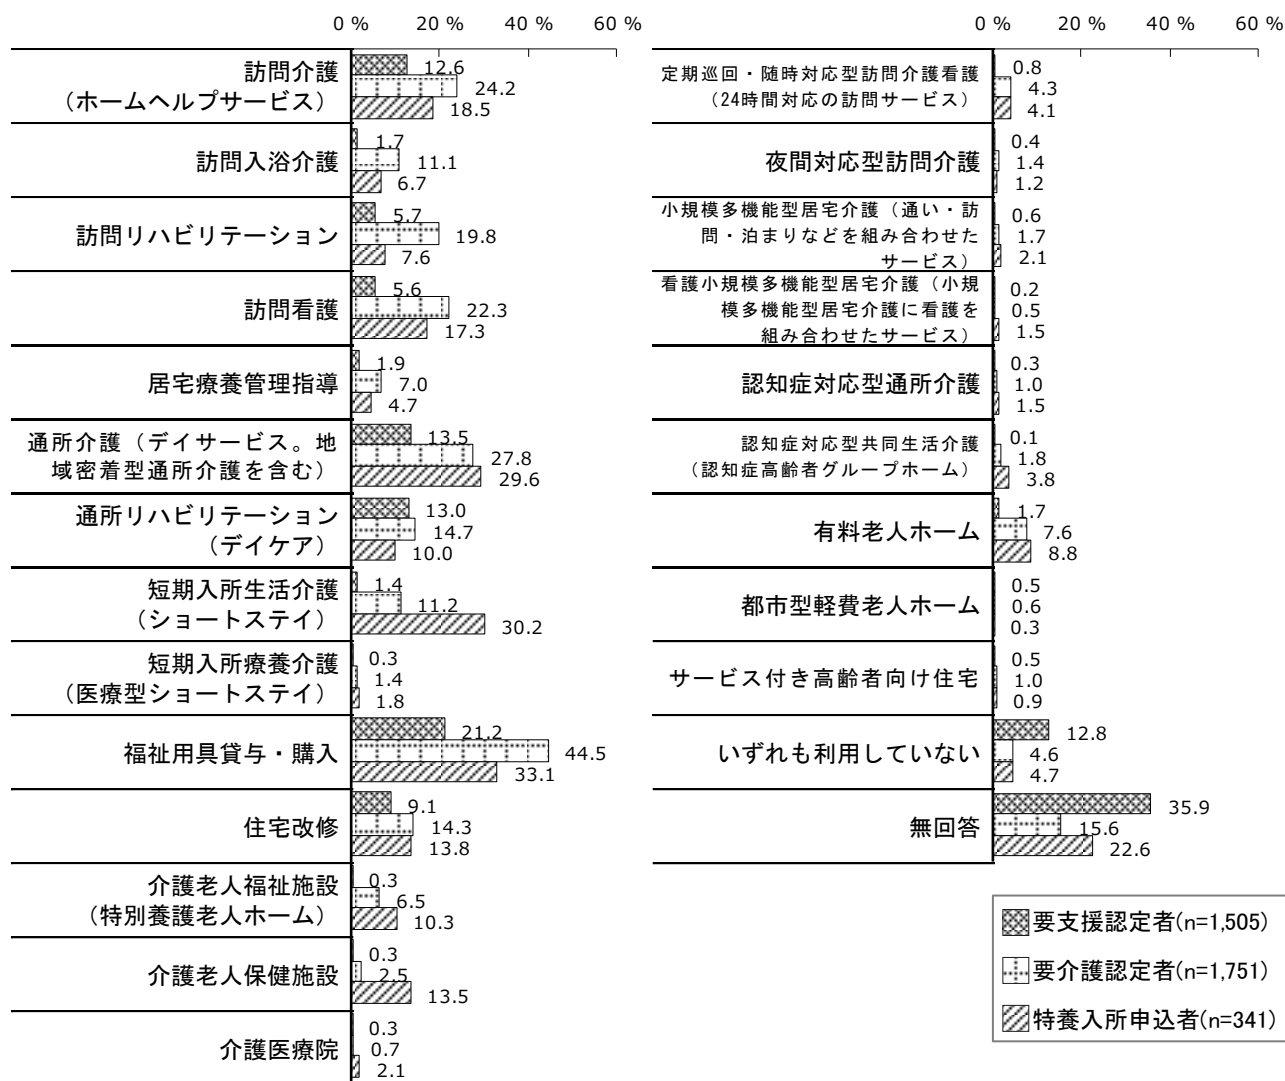 0 % 20 % 40 % 60 %
訪問介護
（ホームヘルプサービス）
12.6
24.2
18.5
訪問入浴介護
1.7
11.1
6.7
訪問リハビリテーション
5.7
19.8
7.6
訪問看護
5.6
22.3
17.3
居宅療養管理指導
1.9
7.0
4.7
通所介護（デイサービス。地
域密着型通所介護を含む）
13.5
27.8
29.6
通所リハビリテーション
（デイケア）
13.0
14.7
10.0
短期入所生活介護
（ショートステイ）
1.4
11.2
30.2
短期入所療養介護
（医療型ショートステイ）
0.3
1.4
1.8
福祉用具貸与・購入
21.2
44.5
33.1
住宅改修
9.1
14.3
13.8
介護老人福祉施設
（特別養護老人ホーム）
0.3
6.5
10.3
介護老人保健施設
0.3
2.5
13.5
介護医療院
0.3
0.7
2.1
0 % 20 % 40 % 60 %
定期巡回・随時対応型訪問介護看護
（24時間対応の訪問サービス）
0.8
4.3
4.1
夜間対応型訪問介護
0.4
1.4
1.2
小規模多機能型居宅介護（通い・訪
問・泊まりなどを組み合わせた
サービス）
0.6
1.7
2.1
看護小規模多機能型居宅介護（小規
模多機能型居宅介護に看護を
組み合わせたサービス）
0.2
0.5
1.5
認知症対応型通所介護
0.3
1.0
1.5
認知症対応型共同生活介護
（認知症高齢者グループホーム）
0.1
1.8
3.8
有料老人ホーム
1.7
7.6
8.8
都市型軽費老人ホーム
0.5
0.6
0.3
サービス付き高齢者向け住宅
0.5
1.0
0.9
いずれも利用していない
12.8
4.6
4.7
無回答
35.9
15.6
22.6
要支援認定者(n=1,505)
要介護認定者(n=1,751)
特養入所申込者(n=341)